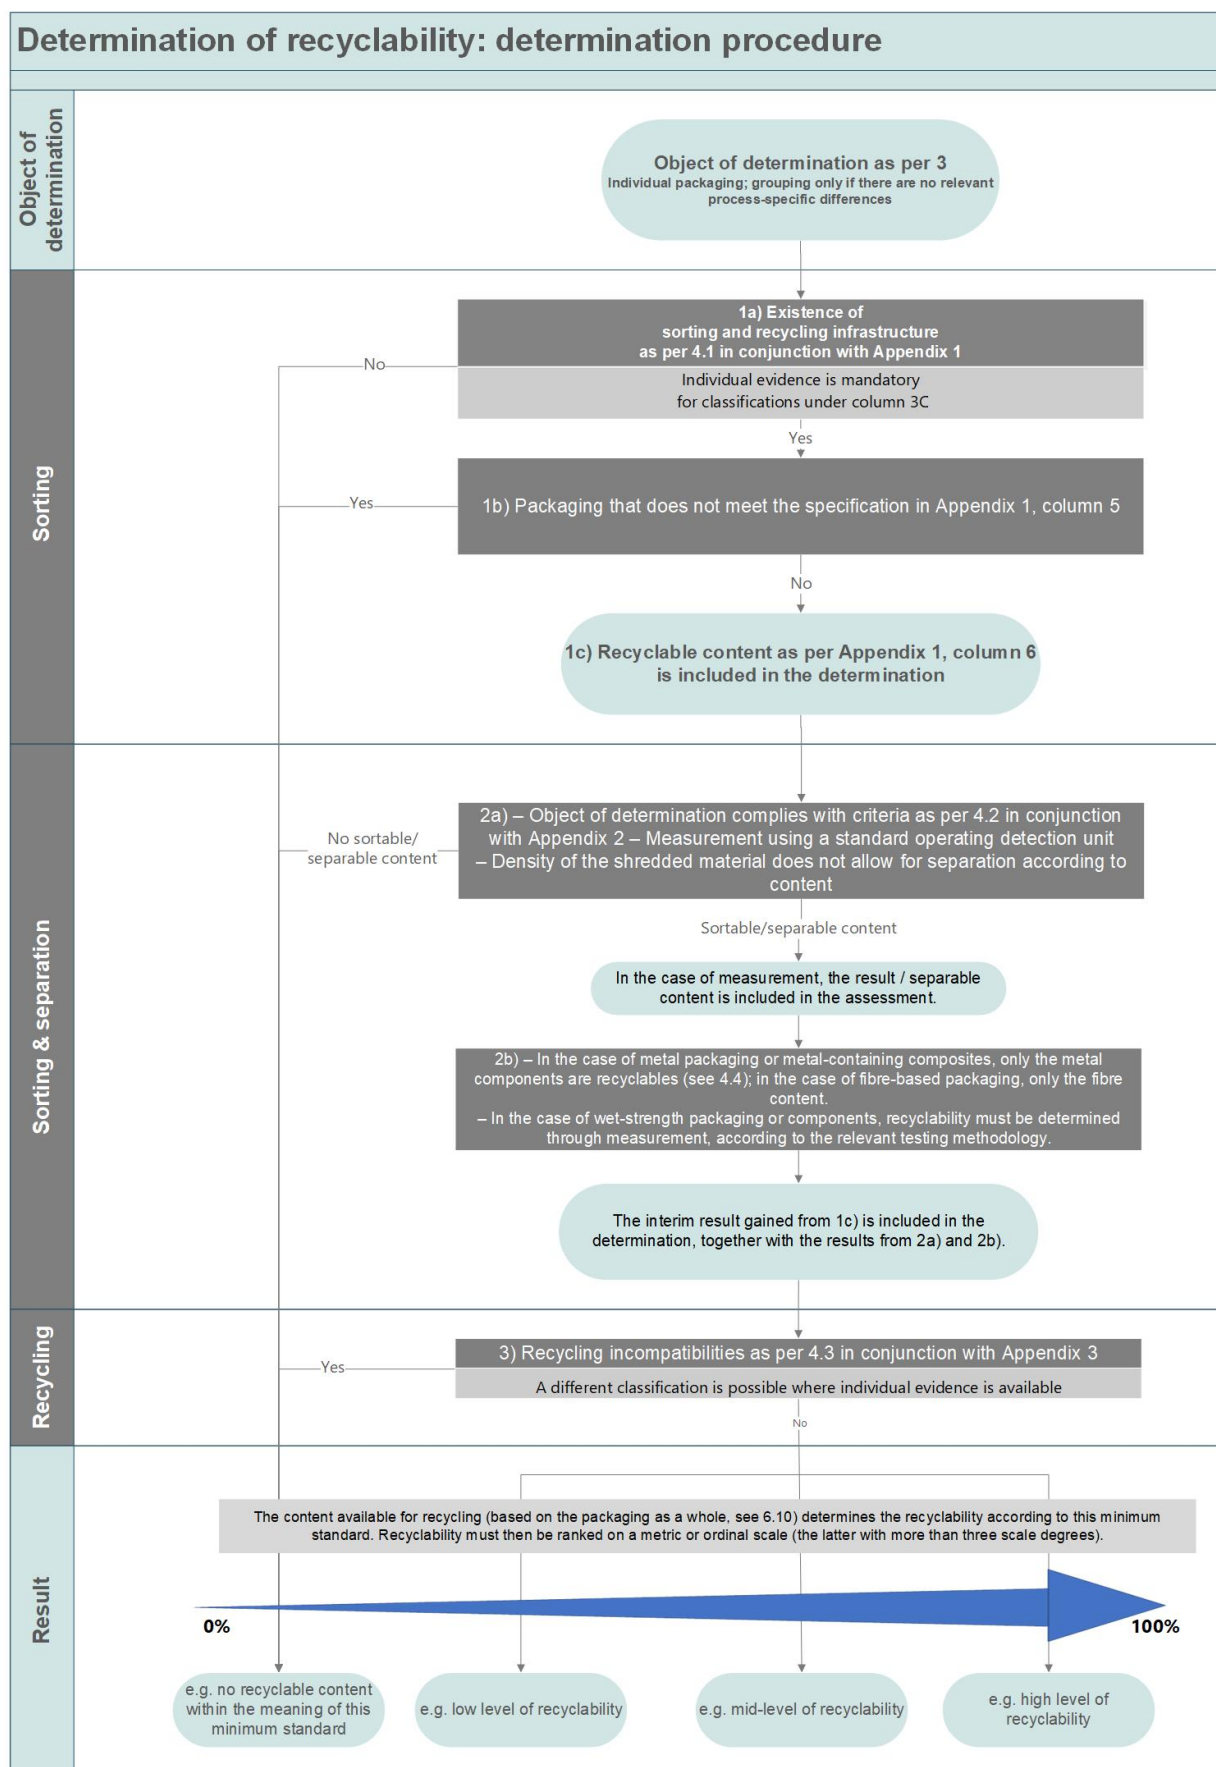 Determination of recyclability: determination procedure
Object of
determination
Object of determination as per 3
Individual packaging; grouping only if there are no relevant
process-specific differences
Sorting
1a) Existence of
sorting and recycling infrastructure
as per 4.1 in conjunction with Appendix 1
No
Individual evidence is mandatory
for classifications under column 3C
Yes
Yes
1b) Packaging that does not meet the specification in Appendix 1, column 5
No
1c) Recyclable content as per Appendix 1, column 6
is included in the determination
Sorting & separation
2a) – Object of determination complies with criteria as per 4.2 in conjunction
with Appendix 2 – Measurement using a standard operating detection unit
– Density of the shredded material does not allow for separation according to
content
No sortable/
separable content
Sortable/separable content
In the case of measurement, the result / separable
content is included in the assessment.
2b) – In the case of metal packaging or metal-containing composites, only the metal
components are recyclables (see 4.4); in the case of fibre-based packaging, only the fibre
content.
– In the case of wet-strength packaging or components, recyclability must be determined
through measurement, according to the relevant testing methodology.
The interim result gained from 1c) is included in the
determination, together with the results from 2a) and 2b).
Recycling
3) Recycling incompatibilities as per 4.3 in conjunction with Appendix 3
Yes
A different classification is possible where individual evidence is available
No
Result
The content available for recycling (based on the packaging as a whole, see 6.10) determines the recyclability according to this minimum
standard. Recyclability must then be ranked on a metric or ordinal scale (the latter with more than three scale degrees).
0%
100%
e.g. no recyclable content
within the meaning of this
minimum standard
e.g. low level of recyclability
e.g. mid-level of recyclability
e.g. high level of
recyclability